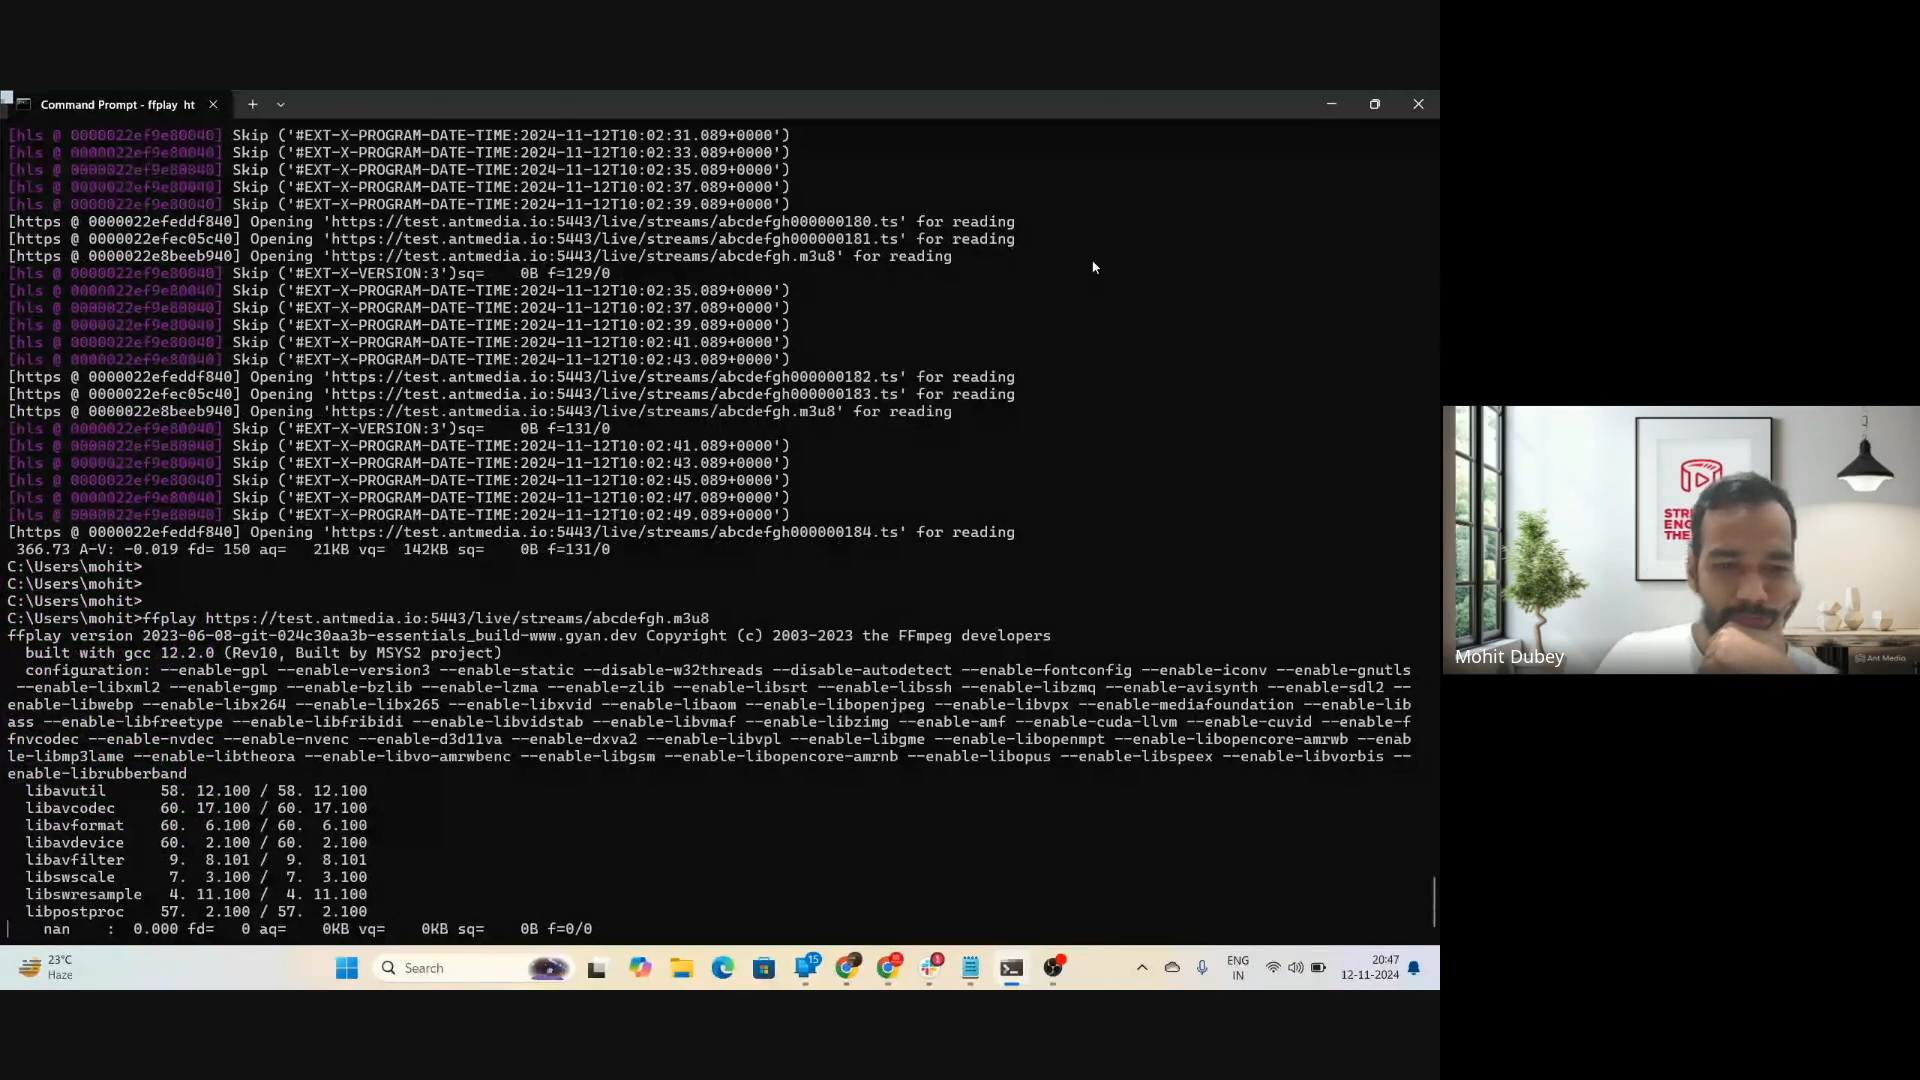 Command Prompt - ffplay ht
[hls @ 0000022ef9e80040] Skip ('#EXT-X-PROGRAM-DATE-TIME:2024-11-12T10:02:31.089+0000')
[hls @ 0000022ef9e80040] Skip ('#EXT-X-PROGRAM-DATE-TIME:2024-11-12T10:02:33.089+0000')
[hls @ 0000022ef9e80040] Skip ('#EXT-X-PROGRAM-DATE-TIME:2024-11-12T10:02:35.089+0000')
[hls @ 0000022ef9e80040] Skip ('#EXT-X-PROGRAM-DATE-TIME:2024-11-12T10:02:37.089+0000')
[hls @ 0000022ef9e80040] Skip ('#EXT-X-PROGRAM-DATE-TIME:2024-11-12T10:02:39.089+0000')
[https @ 0000022efeddf840] Opening 'https://test.antmedia.io:5443/live/streams/abcdefgh000000180.ts' for reading
[https @ 0000022efec05c40] Opening 'https://test.antmedia.io:5443/live/streams/abcdefgh000000181.ts' for reading
[https @ 0000022e8beeb940] Opening 'https://test.antmedia.io:5443/live/streams/abcdefgh.m3u8' for reading
[hls @ 0000022ef9e80040] Skip ('#EXT-X-VERSION:3')sq=    0B f=129/0
[hls @ 0000022ef9e80040] Skip ('#EXT-X-PROGRAM-DATE-TIME:2024-11-12T10:02:35.089+0000')
[hls @ 0000022ef9e80040] Skip ('#EXT-X-PROGRAM-DATE-TIME:2024-11-12T10:02:37.089+0000')
[hls @ 0000022ef9e80040] Skip ('#EXT-X-PROGRAM-DATE-TIME:2024-11-12T10:02:39.089+0000')
[hls @ 0000022ef9e80040] Skip ('#EXT-X-PROGRAM-DATE-TIME:2024-11-12T10:02:41.089+0000')
[hls @ 0000022ef9e80040] Skip ('#EXT-X-PROGRAM-DATE-TIME:2024-11-12T10:02:43.089+0000')
[https @ 0000022efeddf840] Opening 'https://test.antmedia.io:5443/live/streams/abcdefgh000000182.ts' for reading
[https @ 0000022efec05c40] Opening 'https://test.antmedia.io:5443/live/streams/abcdefgh000000183.ts' for reading
[https @ 0000022e8beeb940] Opening 'https://test.antmedia.io:5443/live/streams/abcdefgh.m3u8' for reading
[hls @ 0000022ef9e80040] Skip ('#EXT-X-VERSION:3')sq=    0B f=131/0
[hls @ 0000022ef9e80040] Skip ('#EXT-X-PROGRAM-DATE-TIME:2024-11-12T10:02:41.089+0000')
[hls @ 0000022ef9e80040] Skip ('#EXT-X-PROGRAM-DATE-TIME:2024-11-12T10:02:43.089+0000')
[hls @ 0000022ef9e80040] Skip ('#EXT-X-PROGRAM-DATE-TIME:2024-11-12T10:02:45.089+0000')
[hls @ 0000022ef9e80040] Skip ('#EXT-X-PROGRAM-DATE-TIME:2024-11-12T10:02:47.089+0000')
[hls @ 0000022ef9e80040] Skip ('#EXT-X-PROGRAM-DATE-TIME:2024-11-12T10:02:49.089+0000')
[https @ 0000022efeddf840] Opening 'https://test.antmedia.io:5443/live/streams/abcdefgh000000184.ts' for reading
366.73 A-V: -0.019 fd= 150 aq=   21KB vq=  142KB sq=    0B f=131/0
C:\Users\mohit>
C:\Users\mohit>
C:\Users\mohit>
C:\Users\mohit>ffplay https://test.antmedia.io:5443/live/streams/abcdefgh.m3u8
ffplay version 2023-06-08-git-024c30aa3b-essentials_build-www.gyan.dev Copyright (c) 2003-2023 the FFmpeg developers
built with gcc 12.2.0 (Rev10, Built by MSYS2 project)
configuration: --enable-gpl --enable-version3 --enable-static --disable-w32threads --disable-autodetect --enable-fontconfig --enable-iconv --enable-gnutls
--enable-libxml2 --enable-gmp --enable-bzlib --enable-lzma --enable-zlib --enable-libsrt --enable-libssh --enable-libzmq --enable-avisynth --enable-sdl2 --
enable-libwebp --enable-libx264 --enable-libx265 --enable-libxvid --enable-libaom --enable-libopenjpeg --enable-libvpx --enable-mediafoundation --enable-lib
ass --enable-libfreetype --enable-libfribidi --enable-libvidstab --enable-libvmaf --enable-libzimg --enable-amf --enable-cuda-llvm --enable-cuvid --enable-f
fnvcodec --enable-nvdec --enable-nvenc --enable-d3d11va --enable-dxva2 --enable-libvpl --enable-libgme --enable-libopenmpt --enable-libopencore-amrwb --enab
le-libmp3lame --enable-libtheora --enable-libvo-amrwbenc --enable-libgsm --enable-libopencore-amrnb --enable-libopus --enable-libspeex --enable-libvorbis --
enable-librubberband
libavutil      58. 12.100 / 58. 12.100
libavcodec     60. 17.100 / 60. 17.100
libavformat    60.  6.100 / 60.  6.100
libavdevice    60.  2.100 / 60.  2.100
libavfilter     9.  8.101 /  9.  8.101
libswscale      7.  3.100 /  7.  3.100
libswresample   4. 11.100 /  4. 11.100
libpostproc    57.  2.100 / 57.  2.100
nan    :  0.000 fd=   0 aq=    0KB vq=    0KB sq=    0B f=0/0
23°C
Haze
Search
15
1
ENG
IN
20:47
12-11-2024
STR
ENG
THE
Mohit Dubey
Ant Media